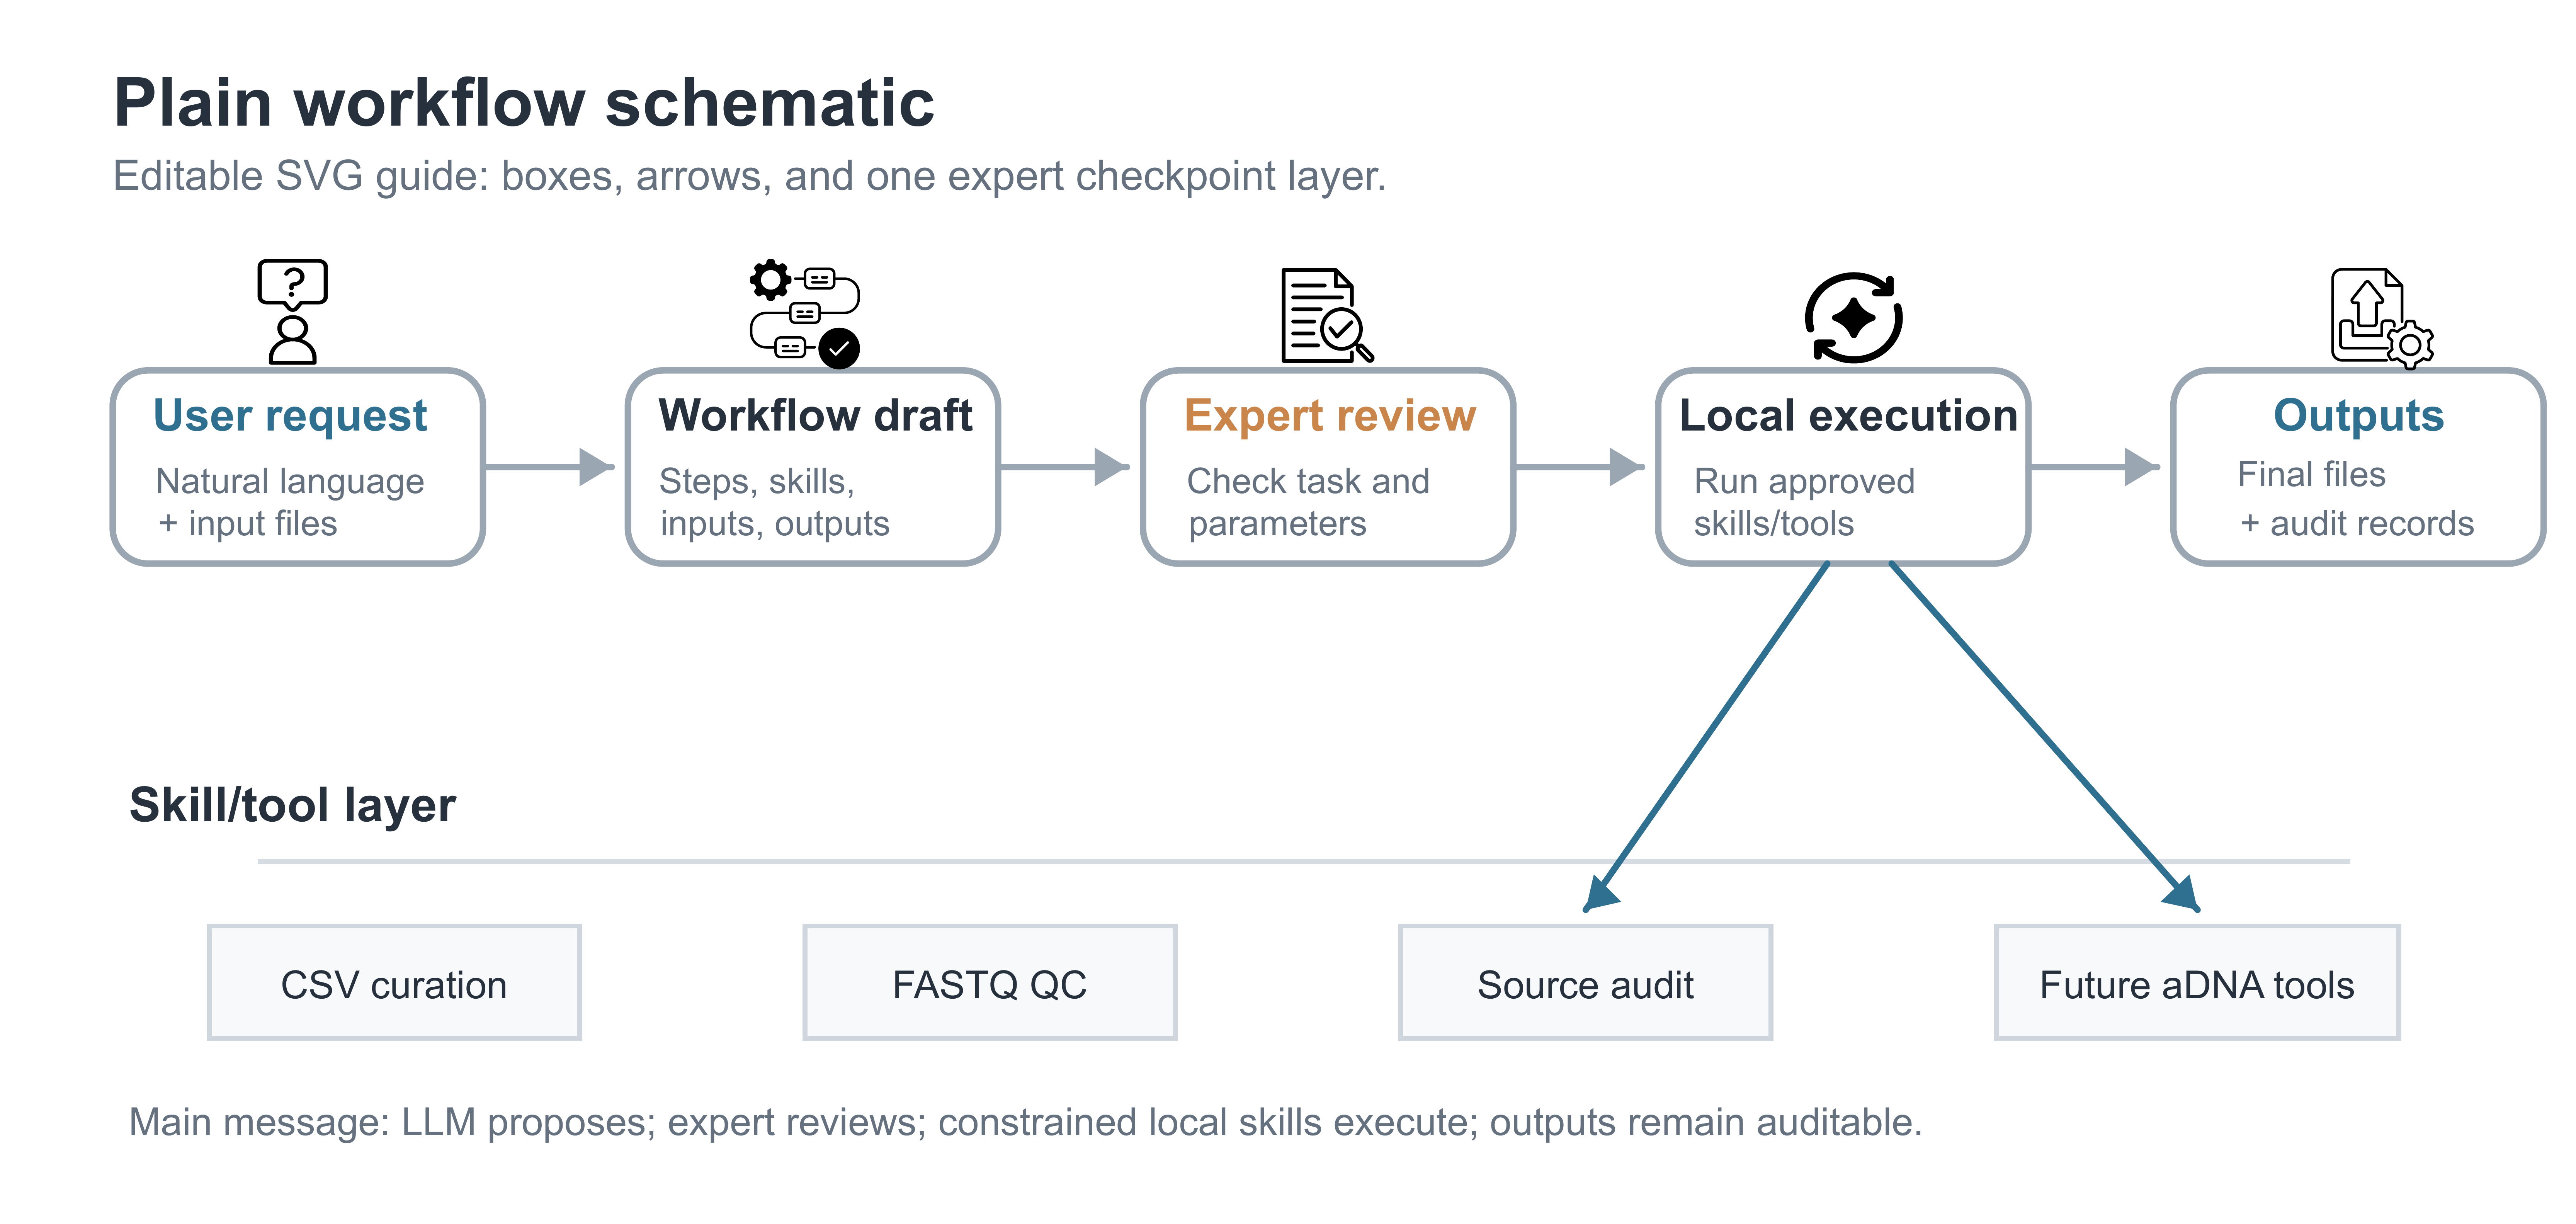 Plain workflow schematic
Editable SVG guide: boxes, arrows, and one expert checkpoint layer.
?
User request
Natural language
+ input files
Workflow draft
Steps, skills,
inputs, outputs
Expert review
Check task and
parameters
Local execution
Run approved
skills/tools
Outputs
Final files
+ audit records
Skill/tool layer
CSV curation
FASTQ QC
Source audit
Future aDNA tools
Main message: LLM proposes; expert reviews; constrained local skills execute; outputs remain auditable.